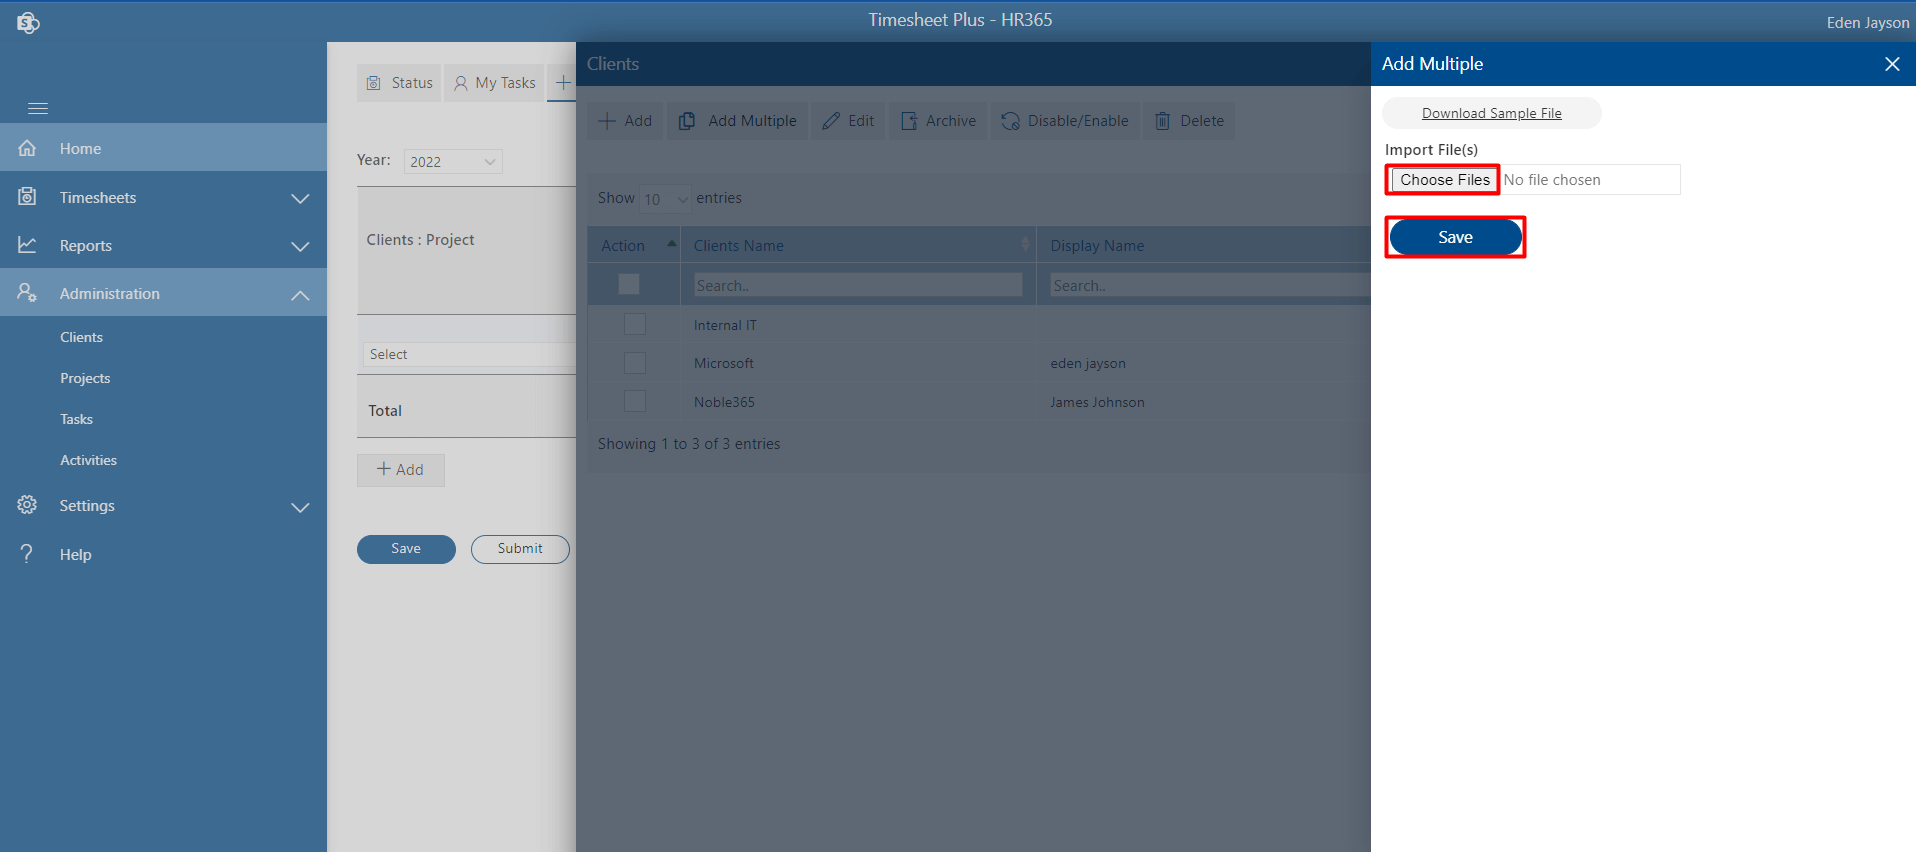 Timesheet Plus - HR365
Eden Jayson
Home
Timesheets
Reports
Administration
Clients
Projects
Tasks
Activities
Settings
Help
Status
My Tasks
Year: 2022
Clients : Project
Select
Total
Add
Save
Submit
Clients
Add
Add Multiple
Edit
Archive
Disable/Enable
Delete
Show 10 entries
Action Clients Name Display Name
Search.. Search..
Internal IT
Microsoft eden jayson
Noble365 James Johnson
Showing 1 to 3 of 3 entries
Add Multiple
Download Sample File
Import File(s)
Choose Files No file chosen
Save